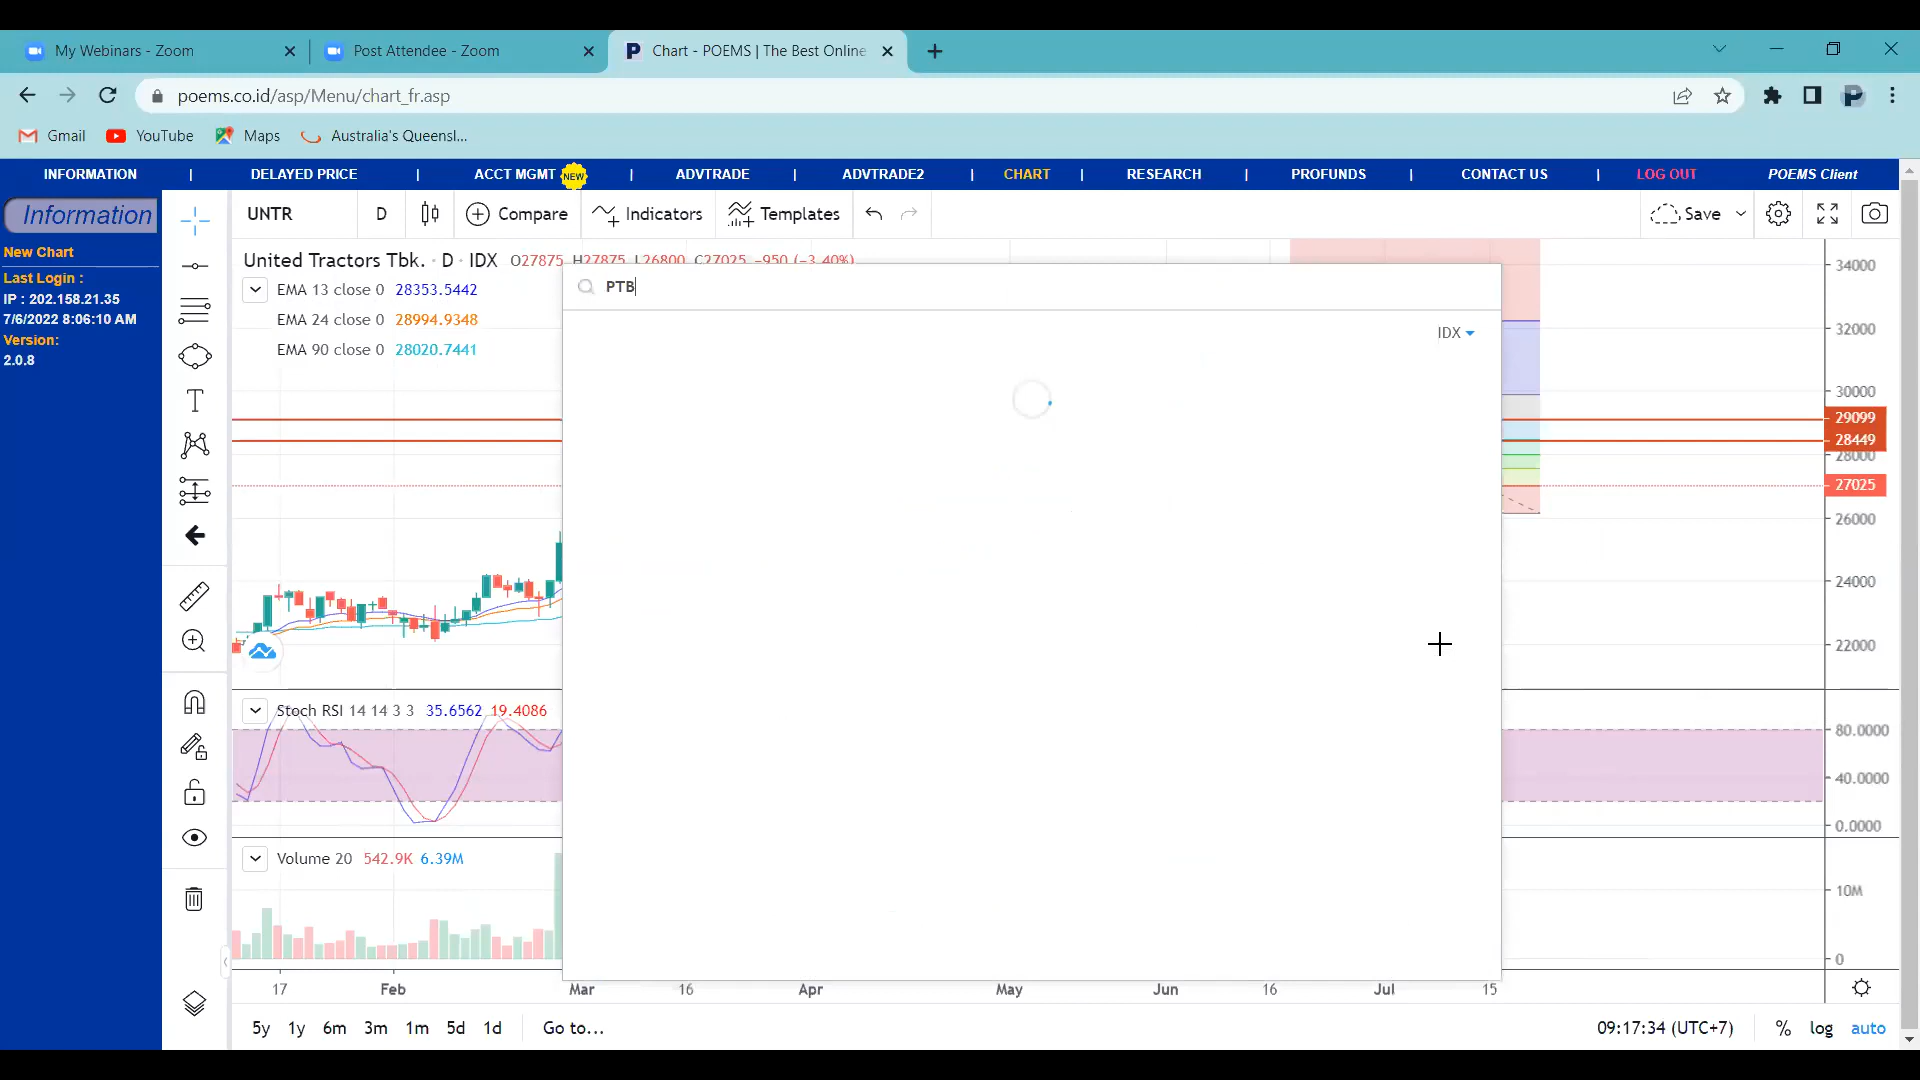 My Webinars - Zoom
Post Attendee - Zoom
P Chart - POEMS | The Best Online
poems.co.id/asp/Menu/chart_fr.asp
Gmail YouTube Maps Australia's Queensl...
INFORMATION | DELAYED PRICE | ACCT MGMT NEW | ADVTRADE | ADVTRADE2 | CHART | RESEARCH | PROFUNDS | CONTACT US | LOG OUT POEMS Client
Information
New Chart
Last Login :
IP : 202.158.21.35
7/6/2022 8:06:10 AM
Version:
2.0.8
UNTR D Compare Indicators Templates Save
United Tractors Tbk. · D · IDX O27875 H27875 L26800 C27025 −950 (−3.40%)
EMA 13 close 0 28353.5442
EMA 24 close 0 28994.9348
EMA 90 close 0 28020.7441
PTB
IDX
34000
32000
30000
29099
28449
28000
27025
26000
24000
22000
Stoch RSI 14 14 3 3 35.6562 19.4086
80.0000
40.0000
0.0000
Volume 20 542.9K 6.39M
10M
0
17 Feb Mar 16 Apr May Jun 16 Jul 15
5y 1y 6m 3m 1m 5d 1d Go to... 09:17:34 (UTC+7) % log auto